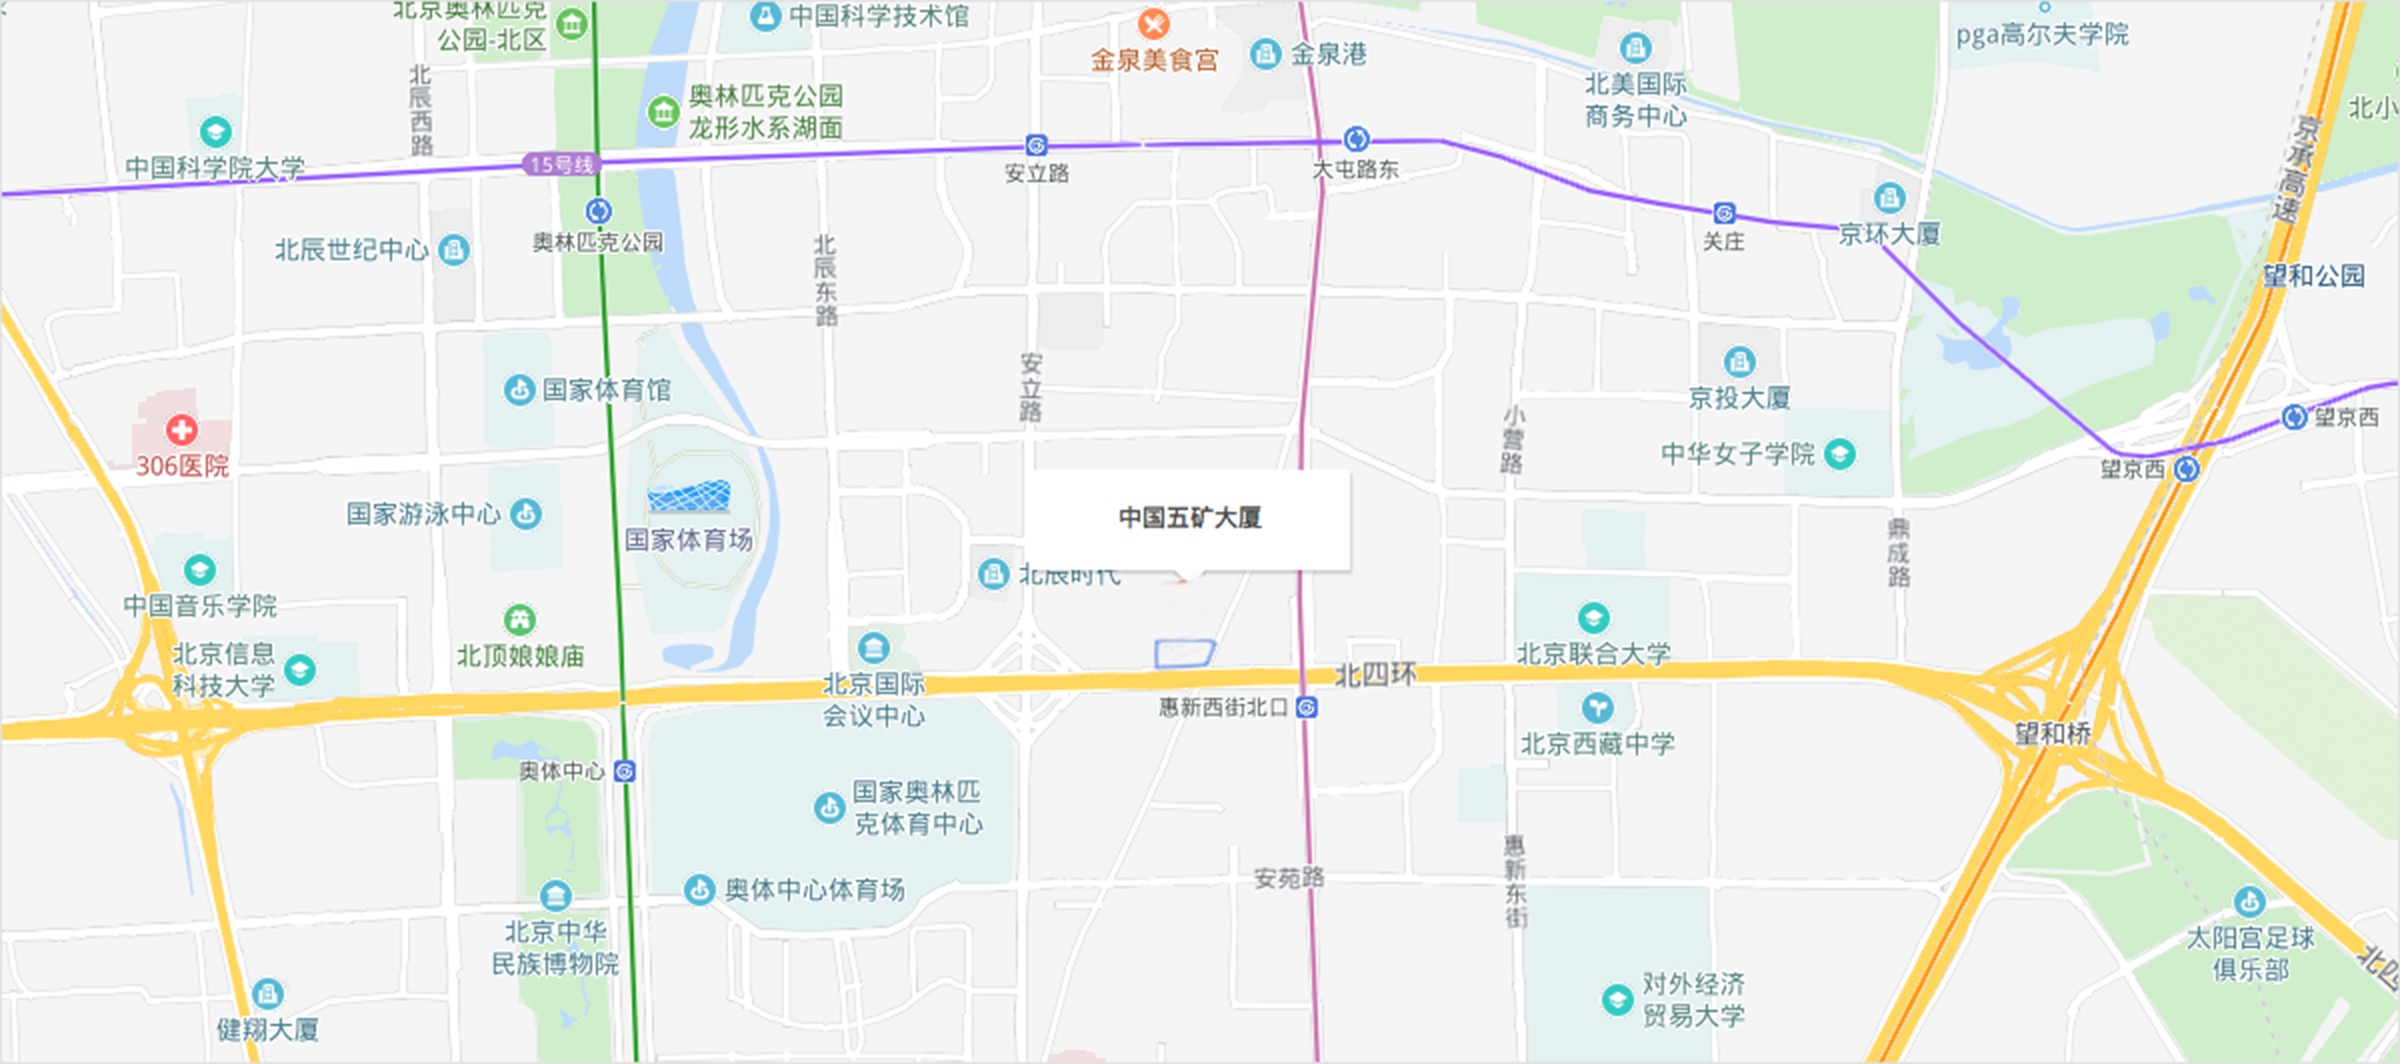 北京奥林匹克
公园-北区
中国科学技术馆
金泉美食宫
金泉港
北美国际
商务中心
pga高尔夫学院
北小
京承高速
北辰西路
奥林匹克公园
龙形水系湖面
中国科学院大学
15号线
安立路
大屯路东
关庄
京环大厦
奥林匹克公园
北辰世纪中心
北辰东路
望和公园
国家体育馆
安立路
京投大厦
小营路
中华女子学院
望京西
望京西
306医院
国家游泳中心
国家体育场
中国五矿大厦
鼎成路
北辰时代
中国音乐学院
北顶娘娘庙
北京信息
科技大学
北京国际
会议中心
北四环
北京联合大学
惠新西街北口
北京西藏中学
望和桥
奥体中心
国家奥林匹
克体育中心
奥体中心体育场
安苑路
惠新东街
北京中华
民族博物院
太阳宫足球
俱乐部
北四
对外经济
贸易大学
健翔大厦